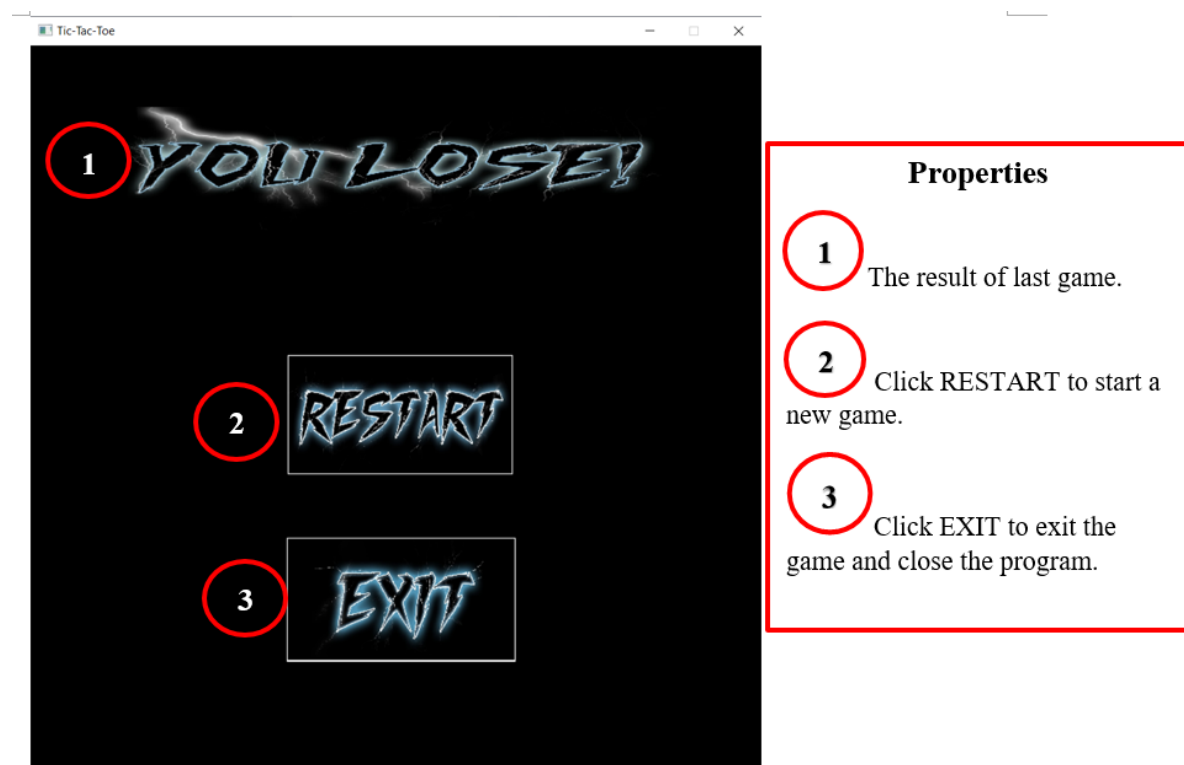 Tic-Tac-Toe
1
YOU LOSE!
2
RESTART
3
EXIT
Properties
1
The result of last game.
2
Click RESTART to start a
new game.
3
Click EXIT to exit the
game and close the program.